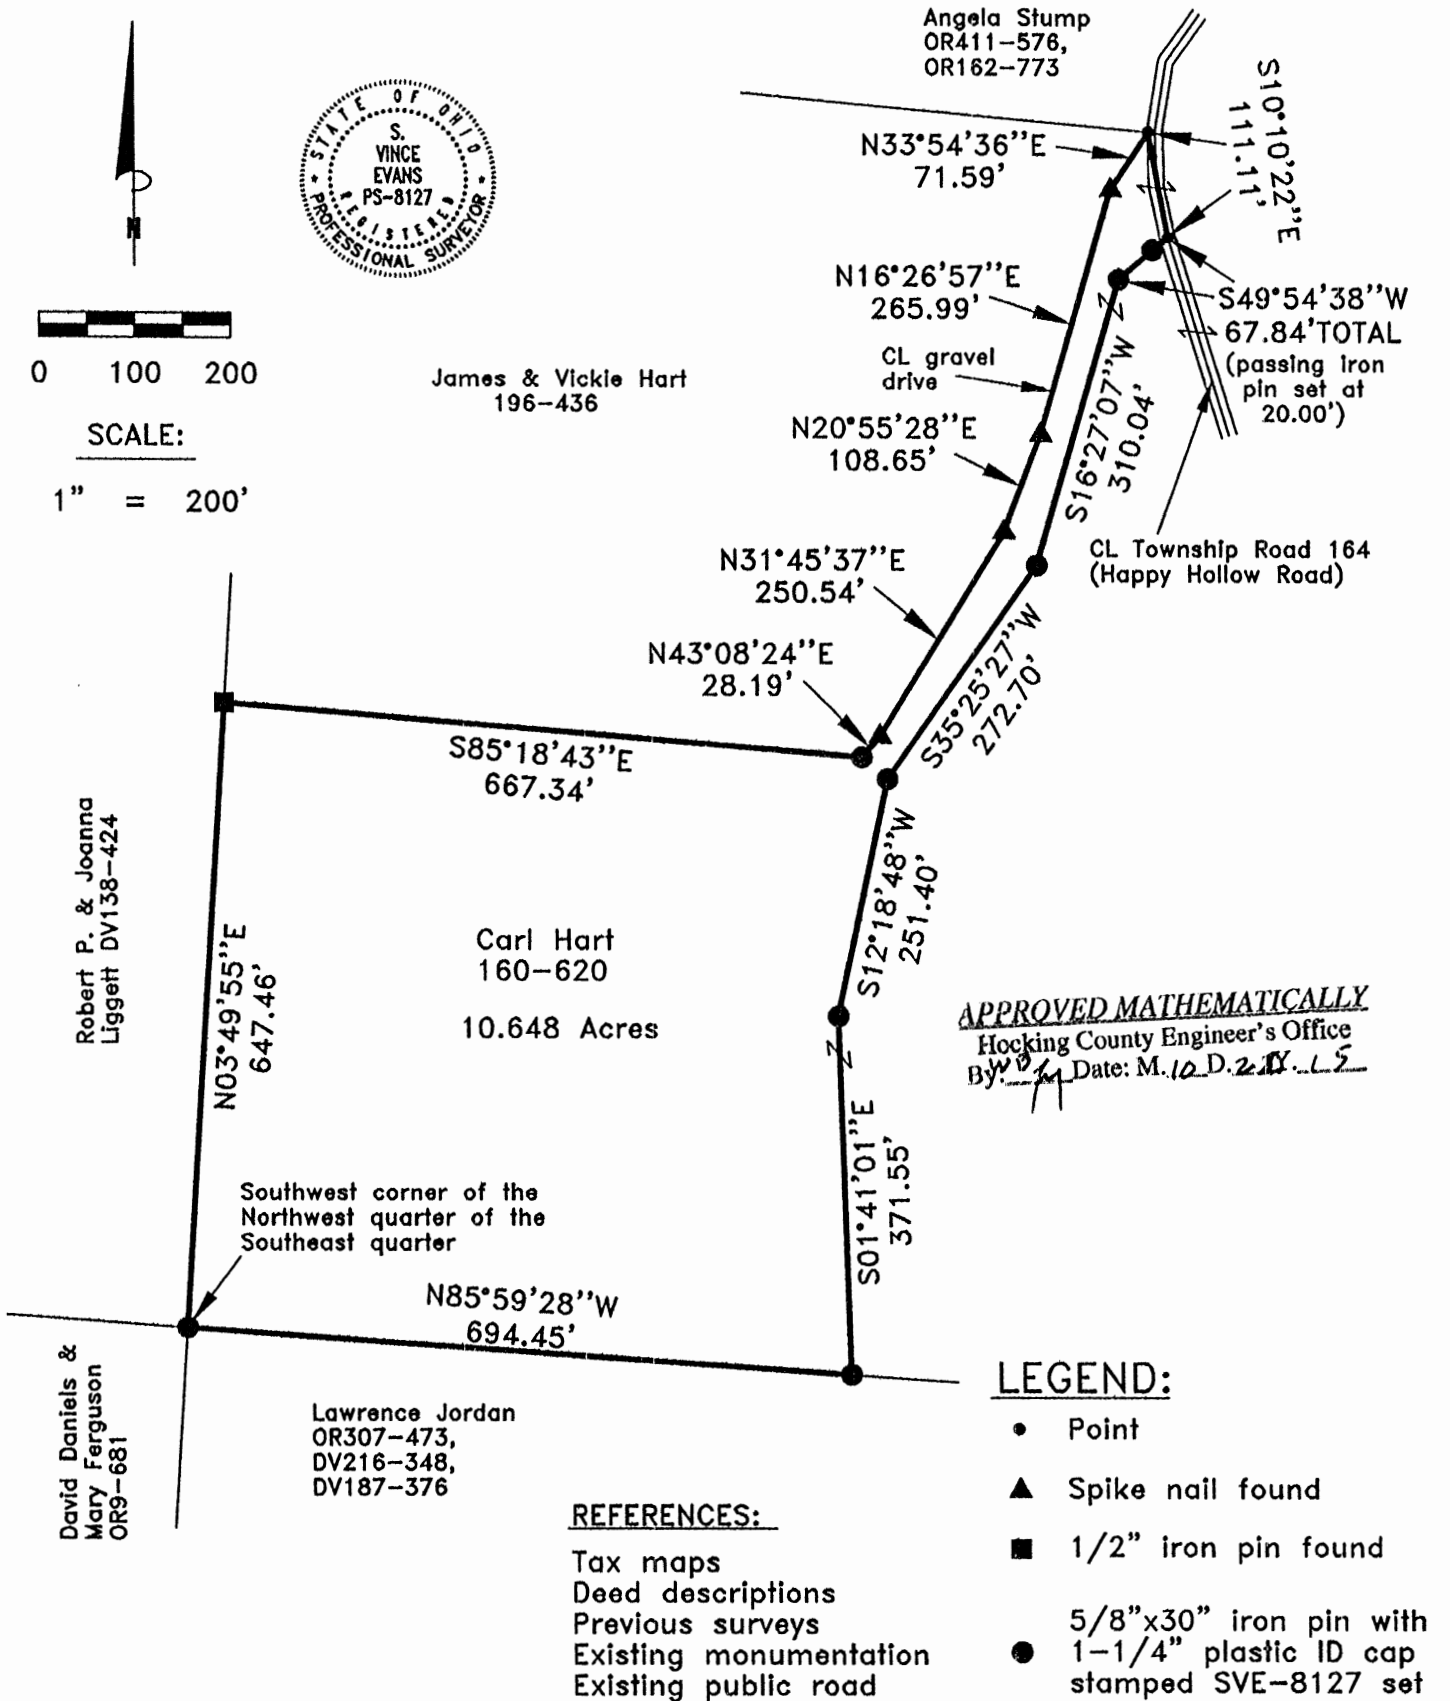 Angela Stump
OR411-576,
OR162-773
STATE OF OHIO
S.
VINCE
EVANS
PS-8127
REGISTERED
PROFESSIONAL SURVEYOR
N
0 100 200
SCALE:
1" = 200'
James & Vickie Hart
196-436
N33°54'36"E
71.59'
S10°10'22"E
111.11'
N16°26'57"E
265.99'
S49°54'38"W
67.84'TOTAL
(passing iron
pin set at
20.00')
CL gravel
drive
N20°55'28"E
108.65'
S16°27'07"W
310.04'
CL Township Road 164
(Happy Hollow Road)
N31°45'37"E
250.54'
N43°08'24"E
28.19'
S35°25'27"W
272.70'
S85°18'43"E
667.34'
Robert P. & Joanna
Liggett DV138-424
N03°49'55"E
647.46'
Carl Hart
160-620
10.648 Acres
S12°18'48"W
251.40'
APPROVED MATHEMATICALLY
Hocking County Engineer's Office
By: Date: M. 10 D. Y. 15
S01°41'01"E
371.55'
Southwest corner of the
Northwest quarter of the
Southeast quarter
N85°59'28"W
694.45'
David Daniels &
Mary Ferguson
OR9-681
Lawrence Jordan
OR307-473,
DV216-348,
DV187-376
LEGEND:
Point
Spike nail found
1/2" iron pin found
5/8"x30" iron pin with
1-1/4" plastic ID cap
stamped SVE-8127 set
REFERENCES:
Tax maps
Deed descriptions
Previous surveys
Existing monumentation
Existing public road